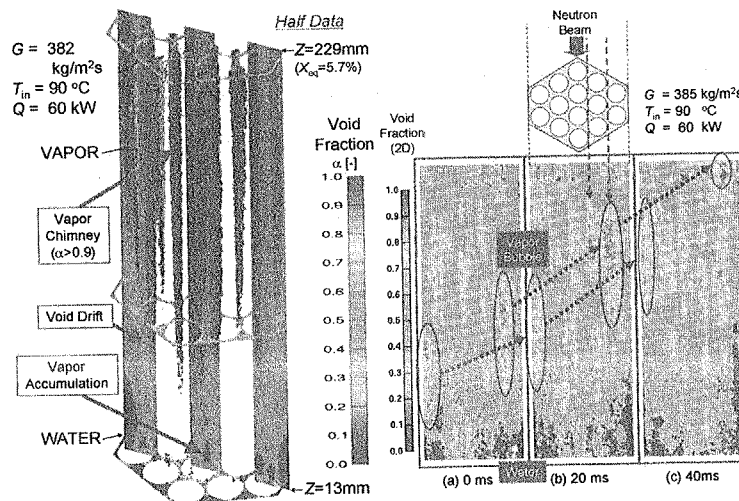 Half Data
G = 382
kg/m²s
T_in = 90 °C
Q = 60 kW
Z=229mm
(X_eq=5.7%)
VAPOR
Vapor
Chimney
(α>0.9)
Void Drift
Vapor
Accumulation
WATER
Z=13mm
Void
Fraction
α [-]
1.0
0.9
0.8
0.7
0.6
0.5
0.4
0.3
0.2
0.1
0.0
Neutron
Beam
G = 385 kg/m²s
T_in = 90 °C
Q = 60 kW
Void
Fraction
(2D)
1.0
0.9
0.8
0.7
0.6
0.5
0.4
0.3
0.2
0.1
0.0
Vapor
Bubble
Water
(a) 0 ms
(b) 20 ms
(c) 40ms